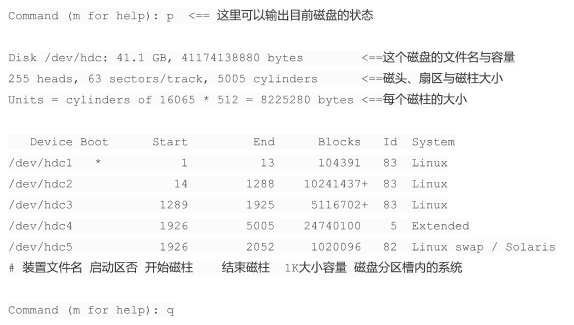 Command (m for help): p  <== 这里可以输出目前磁盘的状态
Disk /dev/hdc: 41.1 GB, 41174138880 bytes        <==这个磁盘的文件名与容量
255 heads, 63 sectors/track, 5005 cylinders      <==磁头、扇区与磁柱大小
Units = cylinders of 16065 * 512 = 8225280 bytes <==每个磁柱的大小
   Device Boot      Start         End      Blocks   Id  System
/dev/hdc1   *           1          13      104391   83  Linux
/dev/hdc2              14        1288    10241437+  83  Linux
/dev/hdc3            1289        1925     5116702+  83  Linux
/dev/hdc4            1926        5005    24740100    5  Extended
/dev/hdc5            1926        2052     1020096   82  Linux swap / Solaris
# 装置文件名 启动区否 开始磁柱    结束磁柱  1K大小容量 磁盘分区槽内的系统
Command (m for help): q